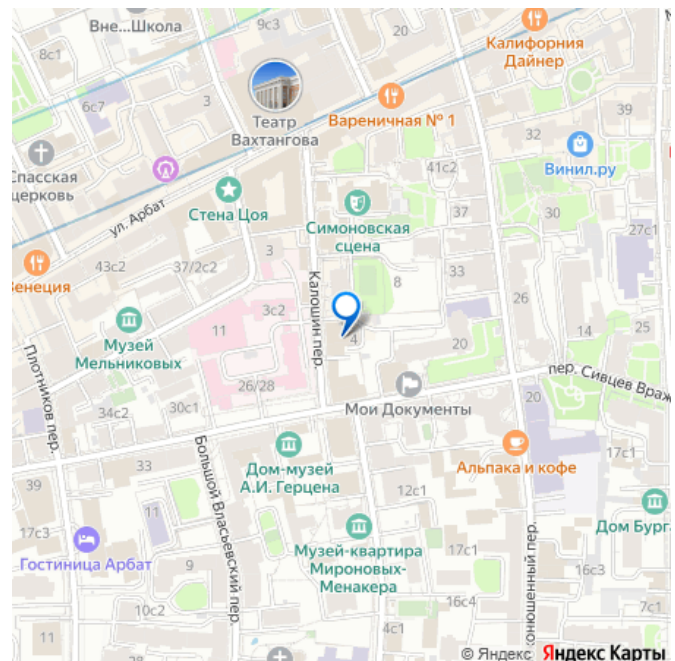 Вне...Школа
9с3
20
8с1
Калифорния
Дайнер
6с7
3
Театр
Вахтангова
Вареничная № 1
39
32
Спасская
церковь
41с2
Винил.ру
ул. Арбат
Стена Цоя
37
30
Симоновская
сцена
27с1
Венеция
43с2
37/2с2
3
Калошин пер.
8
33
26
3с2
11
Музей
Мельниковых
4
20
14
25
Плотников пер.
26/28
пер. Сивцев Враж
34с2
30с1
Мои Документы
20
33
Большой Власьевский пер.
Дом-музей
А.И. Герцена
Альпака и кофе
17с1
39
12с1
11
17с3
Дом Бурга
Гостиница Арбат
9
Музей-квартира
Мироновых-
Менакера
17с1
16с3
конюшенный пер.
10с2
16с4
7с1
11
4с1
© Яндекс Яндекс Карты